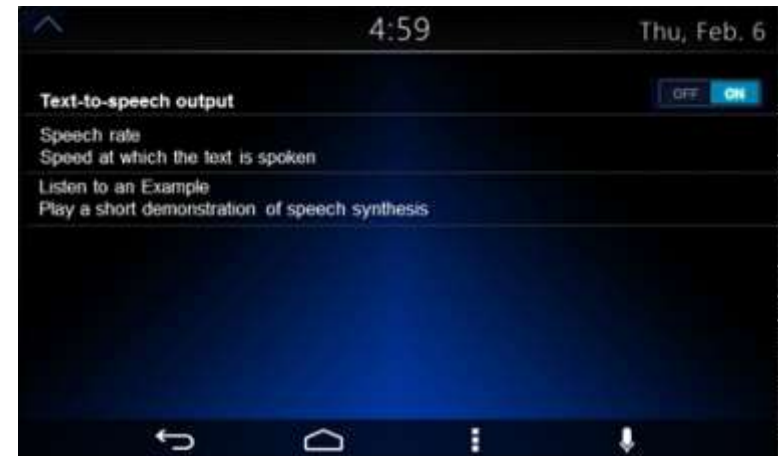 4:59
Thu, Feb. 6
Text-to-speech output
OFF ON
Speech rate
Speed at which the text is spoken
Listen to an Example
Play a short demonstration of speech synthesis